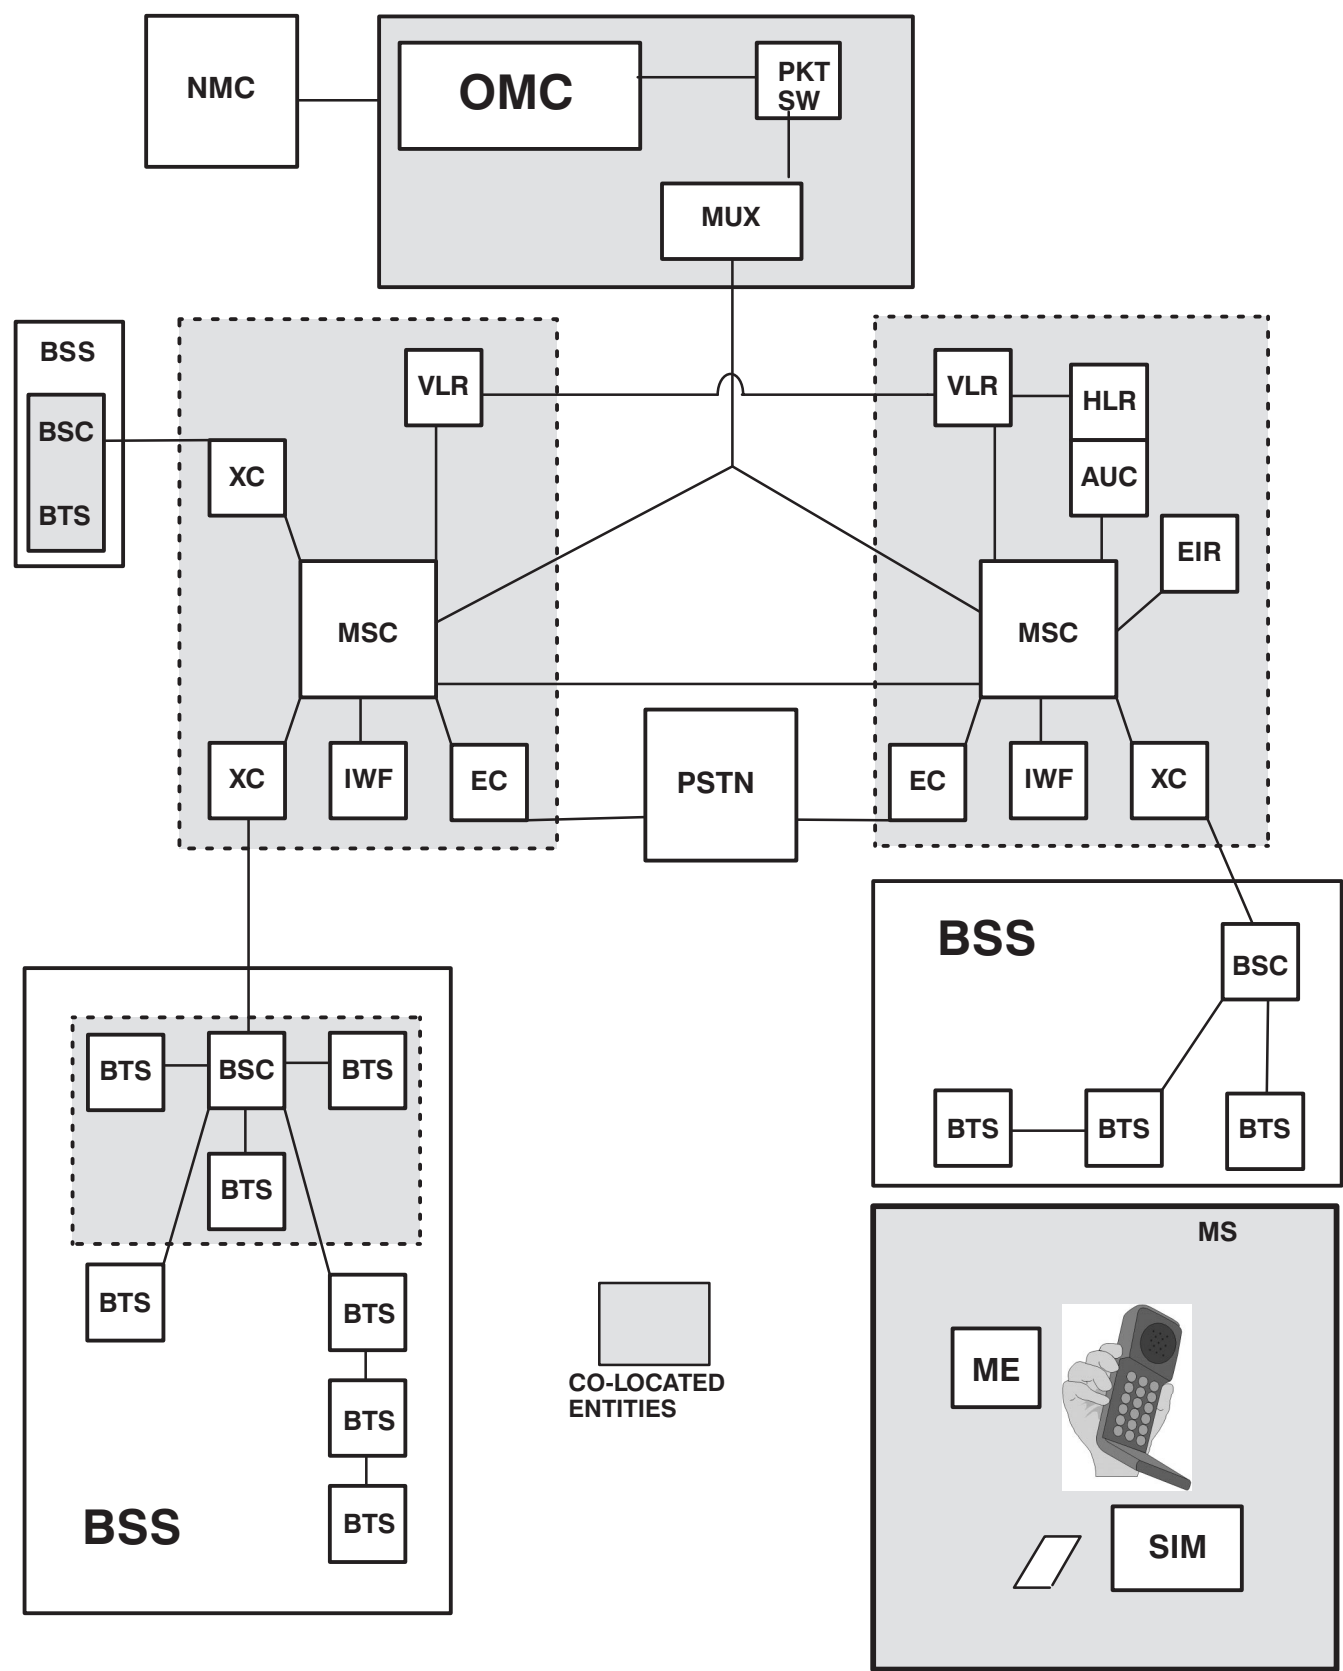 NMC
OMC
PKT
SW
MUX
BSS
BSC
BTS
VLR
XC
MSC
XC
IWF
EC
VLR
HLR
AUC
EIR
MSC
EC
IWF
XC
PSTN
BSS
BSC
BTS
BTS
BTS
BTS
BSC
BTS
BTS
BTS
BTS
BTS
BTS
BSS
CO-LOCATED
ENTITIES
MS
ME
SIM